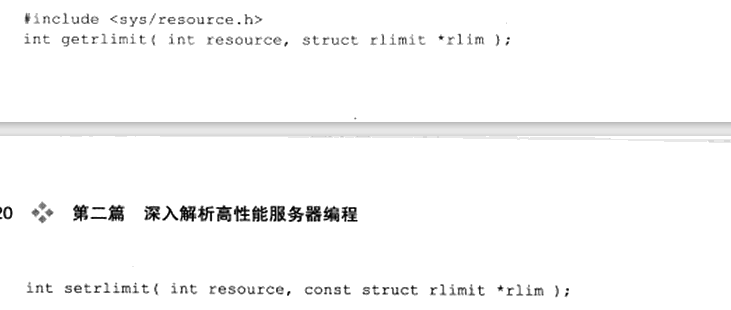 #include <sys/resource.h>
int getrlimit( int resource, struct rlimit *rlim );
20 第二篇 深入解析高性能服务器编程
int setrlimit( int resource, const struct rlimit *rlim );